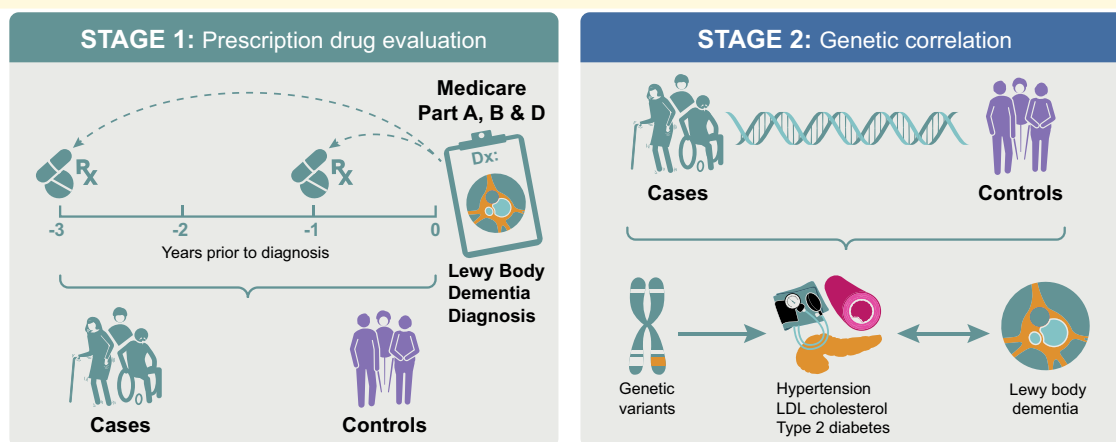 STAGE 1: Prescription drug evaluation
Medicare
Part A, B & D
Dx:
Rx
Rx
-3
-2
-1
0
Years prior to diagnosis
Lewy Body
Dementia
Diagnosis
Cases
Controls
STAGE 2: Genetic correlation
Cases
Controls
Genetic
variants
Hypertension
LDL cholesterol
Type 2 diabetes
Lewy body
dementia